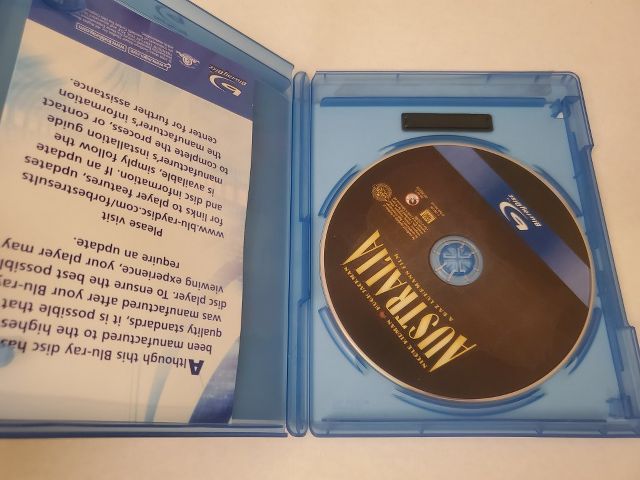 Although this Blu-ray disc has
been manufactured to the highes
quality standards, it is possible that
was manufactured after your Blu-ray
disc player. To ensure the best possibl
viewing experience, your player may
require an update.
Please visit
www.blu-raydisc.com/forbestresults
for links to player features, updates
and disc information. If an update
is available, simply follow the
manufacturer's installation guide
to complete the process, or contact
the manufacturer's information
center for further assistance.
Blu-ray Disc
Blu-ray Disc
NICOLE KIDMAN HUGH JACKMAN
AUSTRALIA
A BAZ LUHRMANN FILM